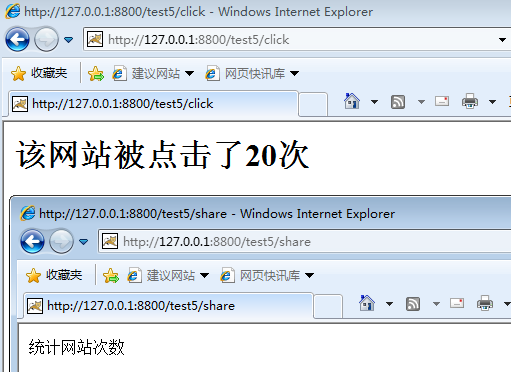 http://127.0.0.1:8800/test5/click - Windows Internet Explorer
http://127.0.0.1:8800/test5/click
收藏夹 建议网站 网页快讯库
http://127.0.0.1:8800/test5/click
该网站被点击了20次
http://127.0.0.1:8800/test5/share - Windows Internet Explorer
http://127.0.0.1:8800/test5/share
收藏夹 建议网站 网页快讯库
http://127.0.0.1:8800/test5/share
统计网站次数